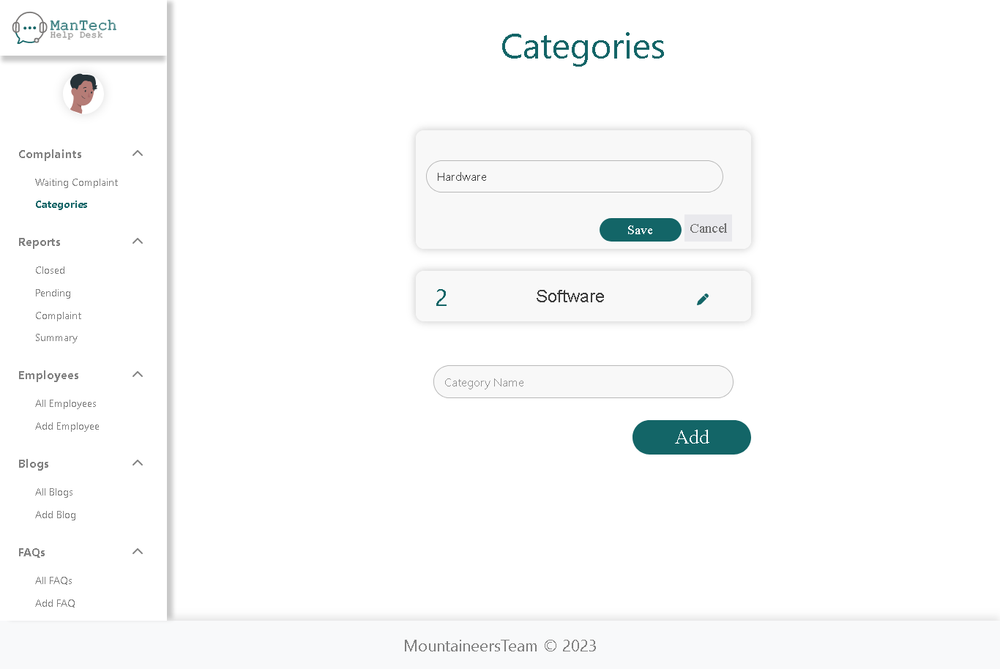 ManTech
Help Desk
Complaints
Waiting Complaint
Categories
Reports
Closed
Pending
Complaint
Summary
Employees
All Employees
Add Employee
Blogs
All Blogs
Add Blog
FAQs
All FAQs
Add FAQ
Categories
Hardware
Save Cancel
2 Software
Category Name
Add
MountaineersTeam © 2023